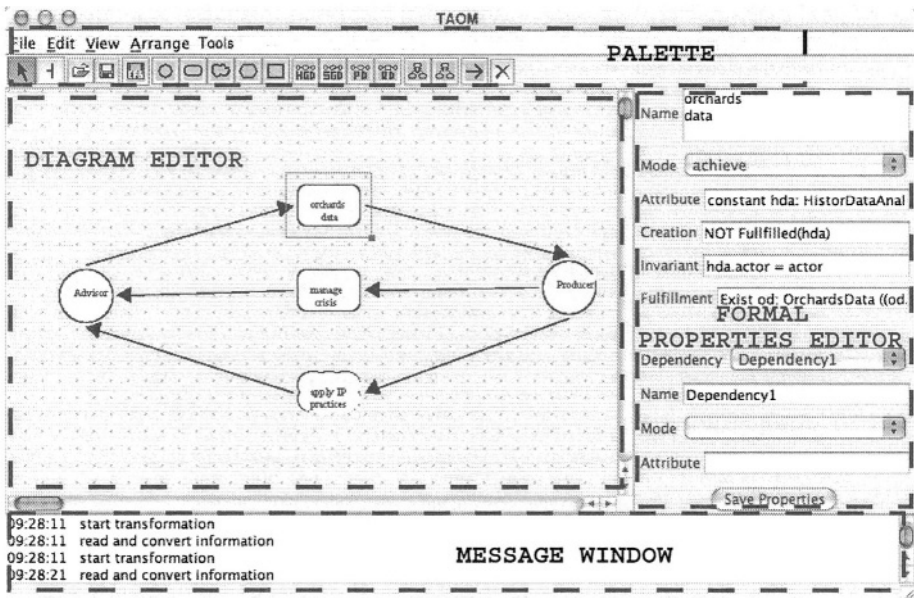 TAOM
File Edit View Arrange Tools
PALETTE
HGD SGD PD RD
DIAGRAM EDITOR
orchards
data
Advisor
manage
crisis
Producer
apply IP
practices
Name orchards
data
Mode achieve
Attribute constant hda: HistorDataAnal
Creation NOT Fullfilled(hda)
Invariant hda.actor = actor
Fulfillment Exist od: OrchardsData ((od.
FORMAL
PROPERTIES EDITOR
Dependency Dependency1
Name Dependency1
Mode
Attribute
Save Properties
09:28:11 start transformation
09:28:11 read and convert information
09:28:11 start transformation
09:28:21 read and convert information
MESSAGE WINDOW